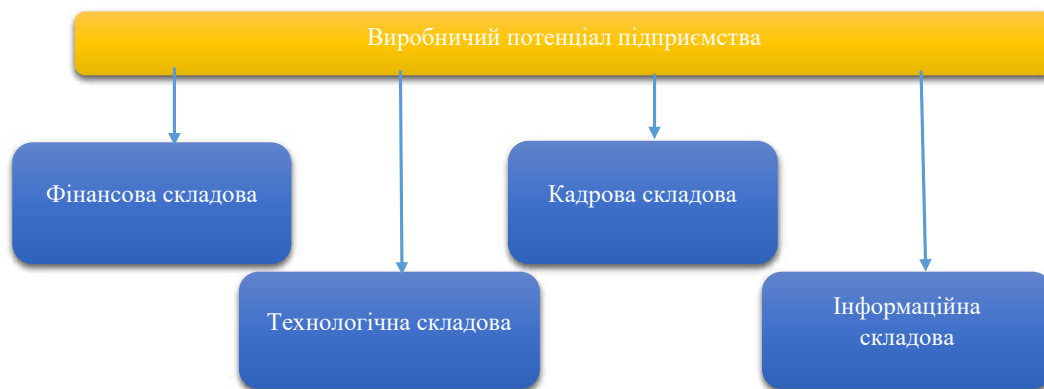 Виробничий потенціал підприємства
Фінансова складова
Кадрова складова
Технологічна складова
Інформаційна
складова